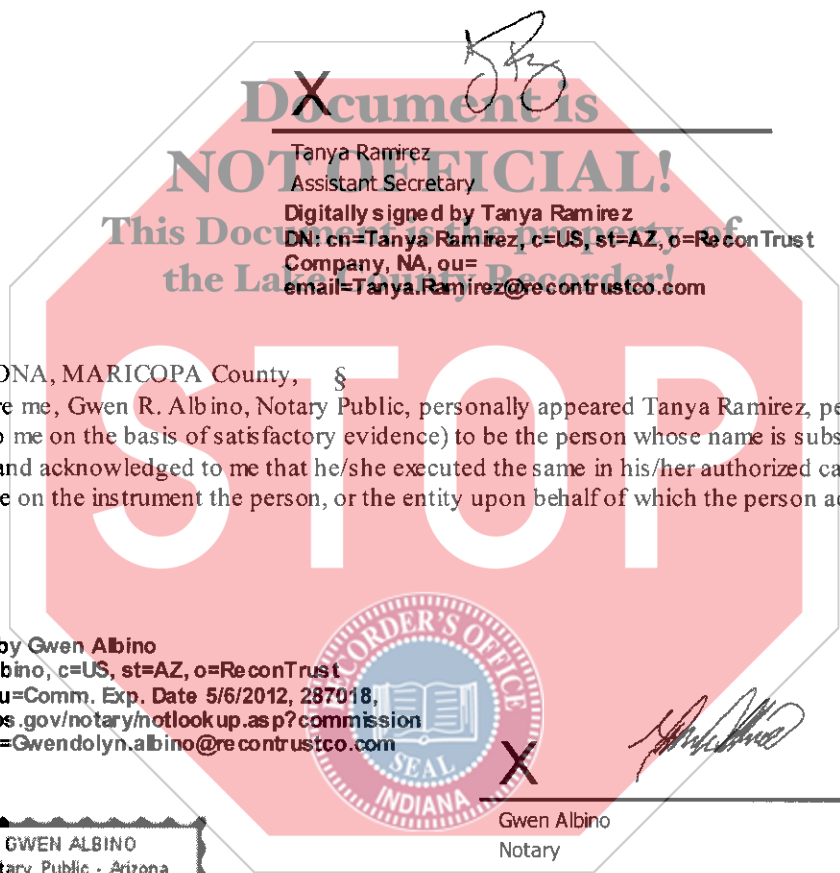 X
Document is
Tanya Ramirez
NOT OFFICIAL!
Assistant Secretary
Digitally signed by Tanya Ramirez
This Document is the property of
DN: cn=Tanya Ramirez, c=US, st=AZ, o=ReconTrust
Company, NA, ou=
the Lake County Recorder!
email=Tanya.Ramirez@recontrustco.com
ONA, MARICOPA County, §
re me, Gwen R. Albino, Notary Public, personally appeared Tanya Ramirez, pe
o me on the basis of satisfactory evidence) to be the person whose name is subs
and acknowledged to me that he/she executed the same in his/her authorized ca
e on the instrument the person, or the entity upon behalf of which the person a
STOP
by Gwen Albino
bino, c=US, st=AZ, o=ReconTrust
u=Comm. Exp. Date 5/6/2012, 287018,
os.gov/notary/notlookup.asp?commission
=Gwendolyn.albino@recontrustco.com
RECORDER'S OFFICE
SEAL
INDIANA
X
Gwen Albino
Notary
GWEN ALBINO
tary Public - Arizona